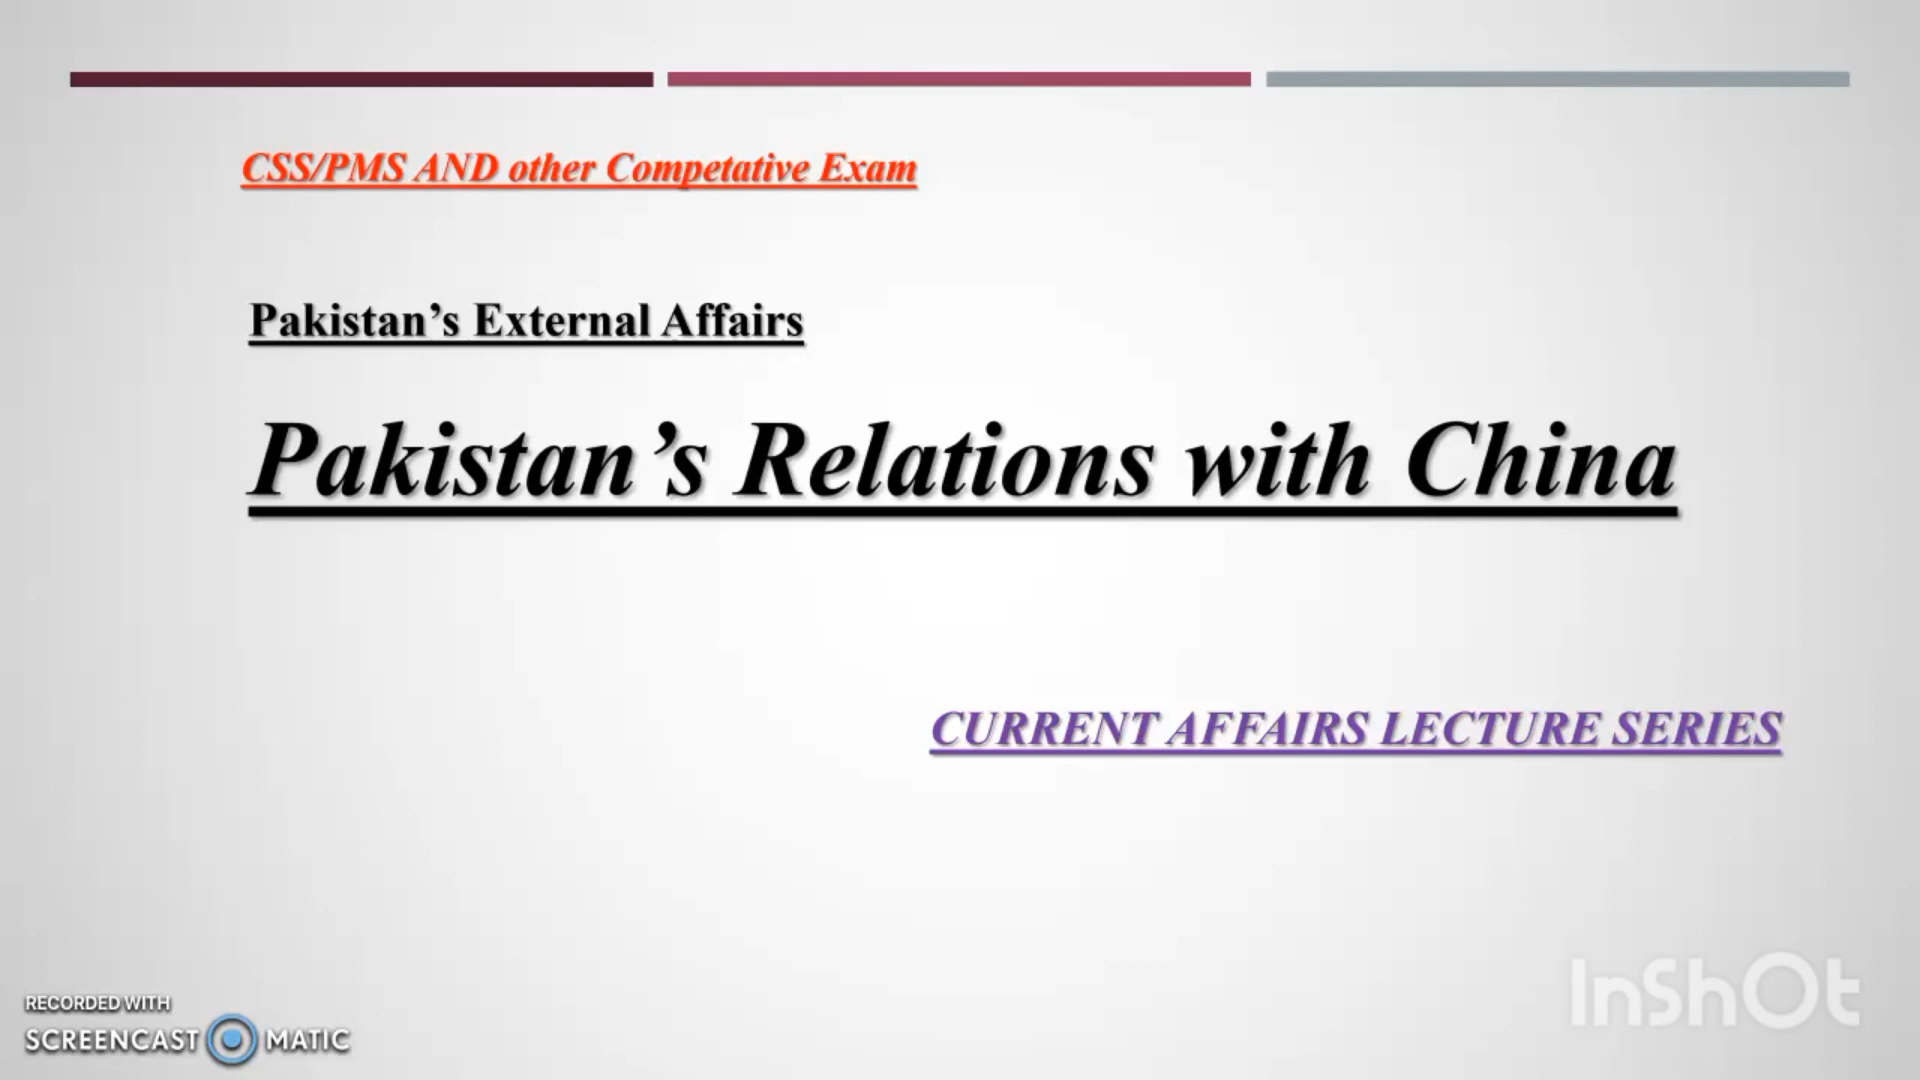 CSS/PMS AND other Competative Exam
Pakistan’s External Affairs
Pakistan’s Relations with China
CURRENT AFFAIRS LECTURE SERIES
RECORDED WITH
SCREENCAST MATIC
InShOt